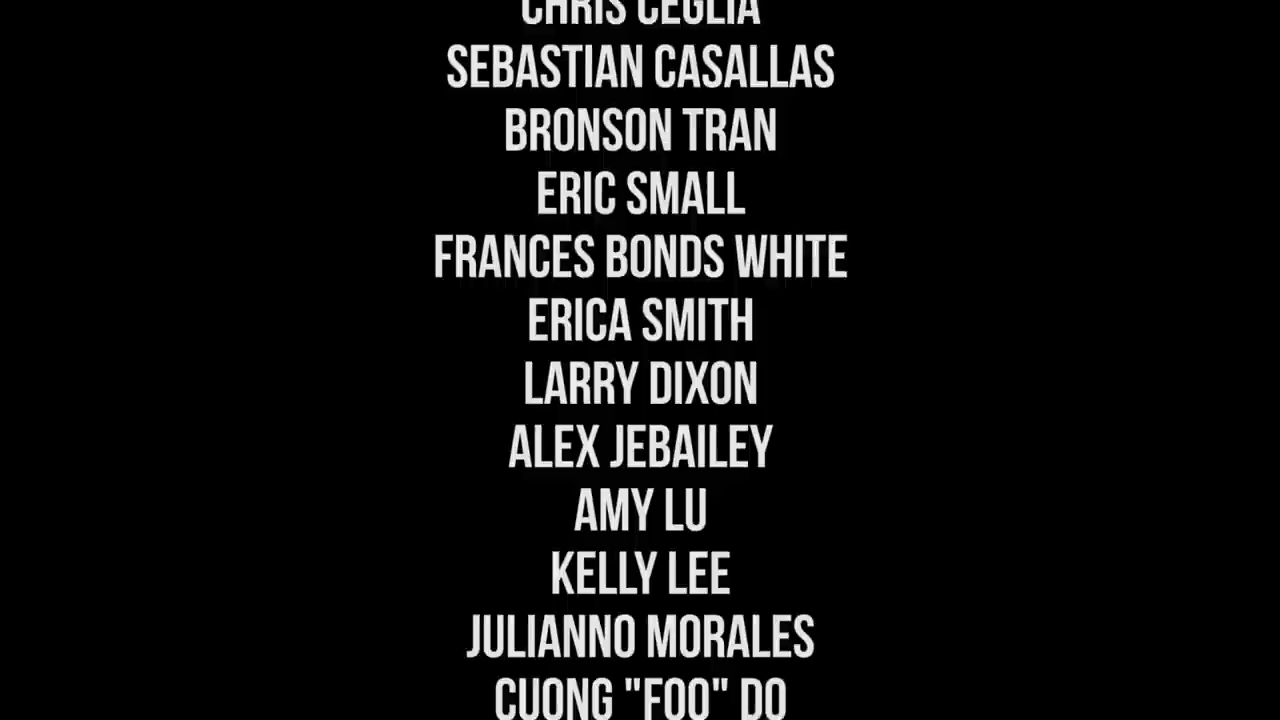 CHRIS CEGLIA
SEBASTIAN CASALLAS
BRONSON TRAN
ERIC SMALL
FRANCES BONDS WHITE
ERICA SMITH
LARRY DIXON
ALEX JEBAILEY
AMY LU
KELLY LEE
JULIANNO MORALES
CUONG "FOO" DO